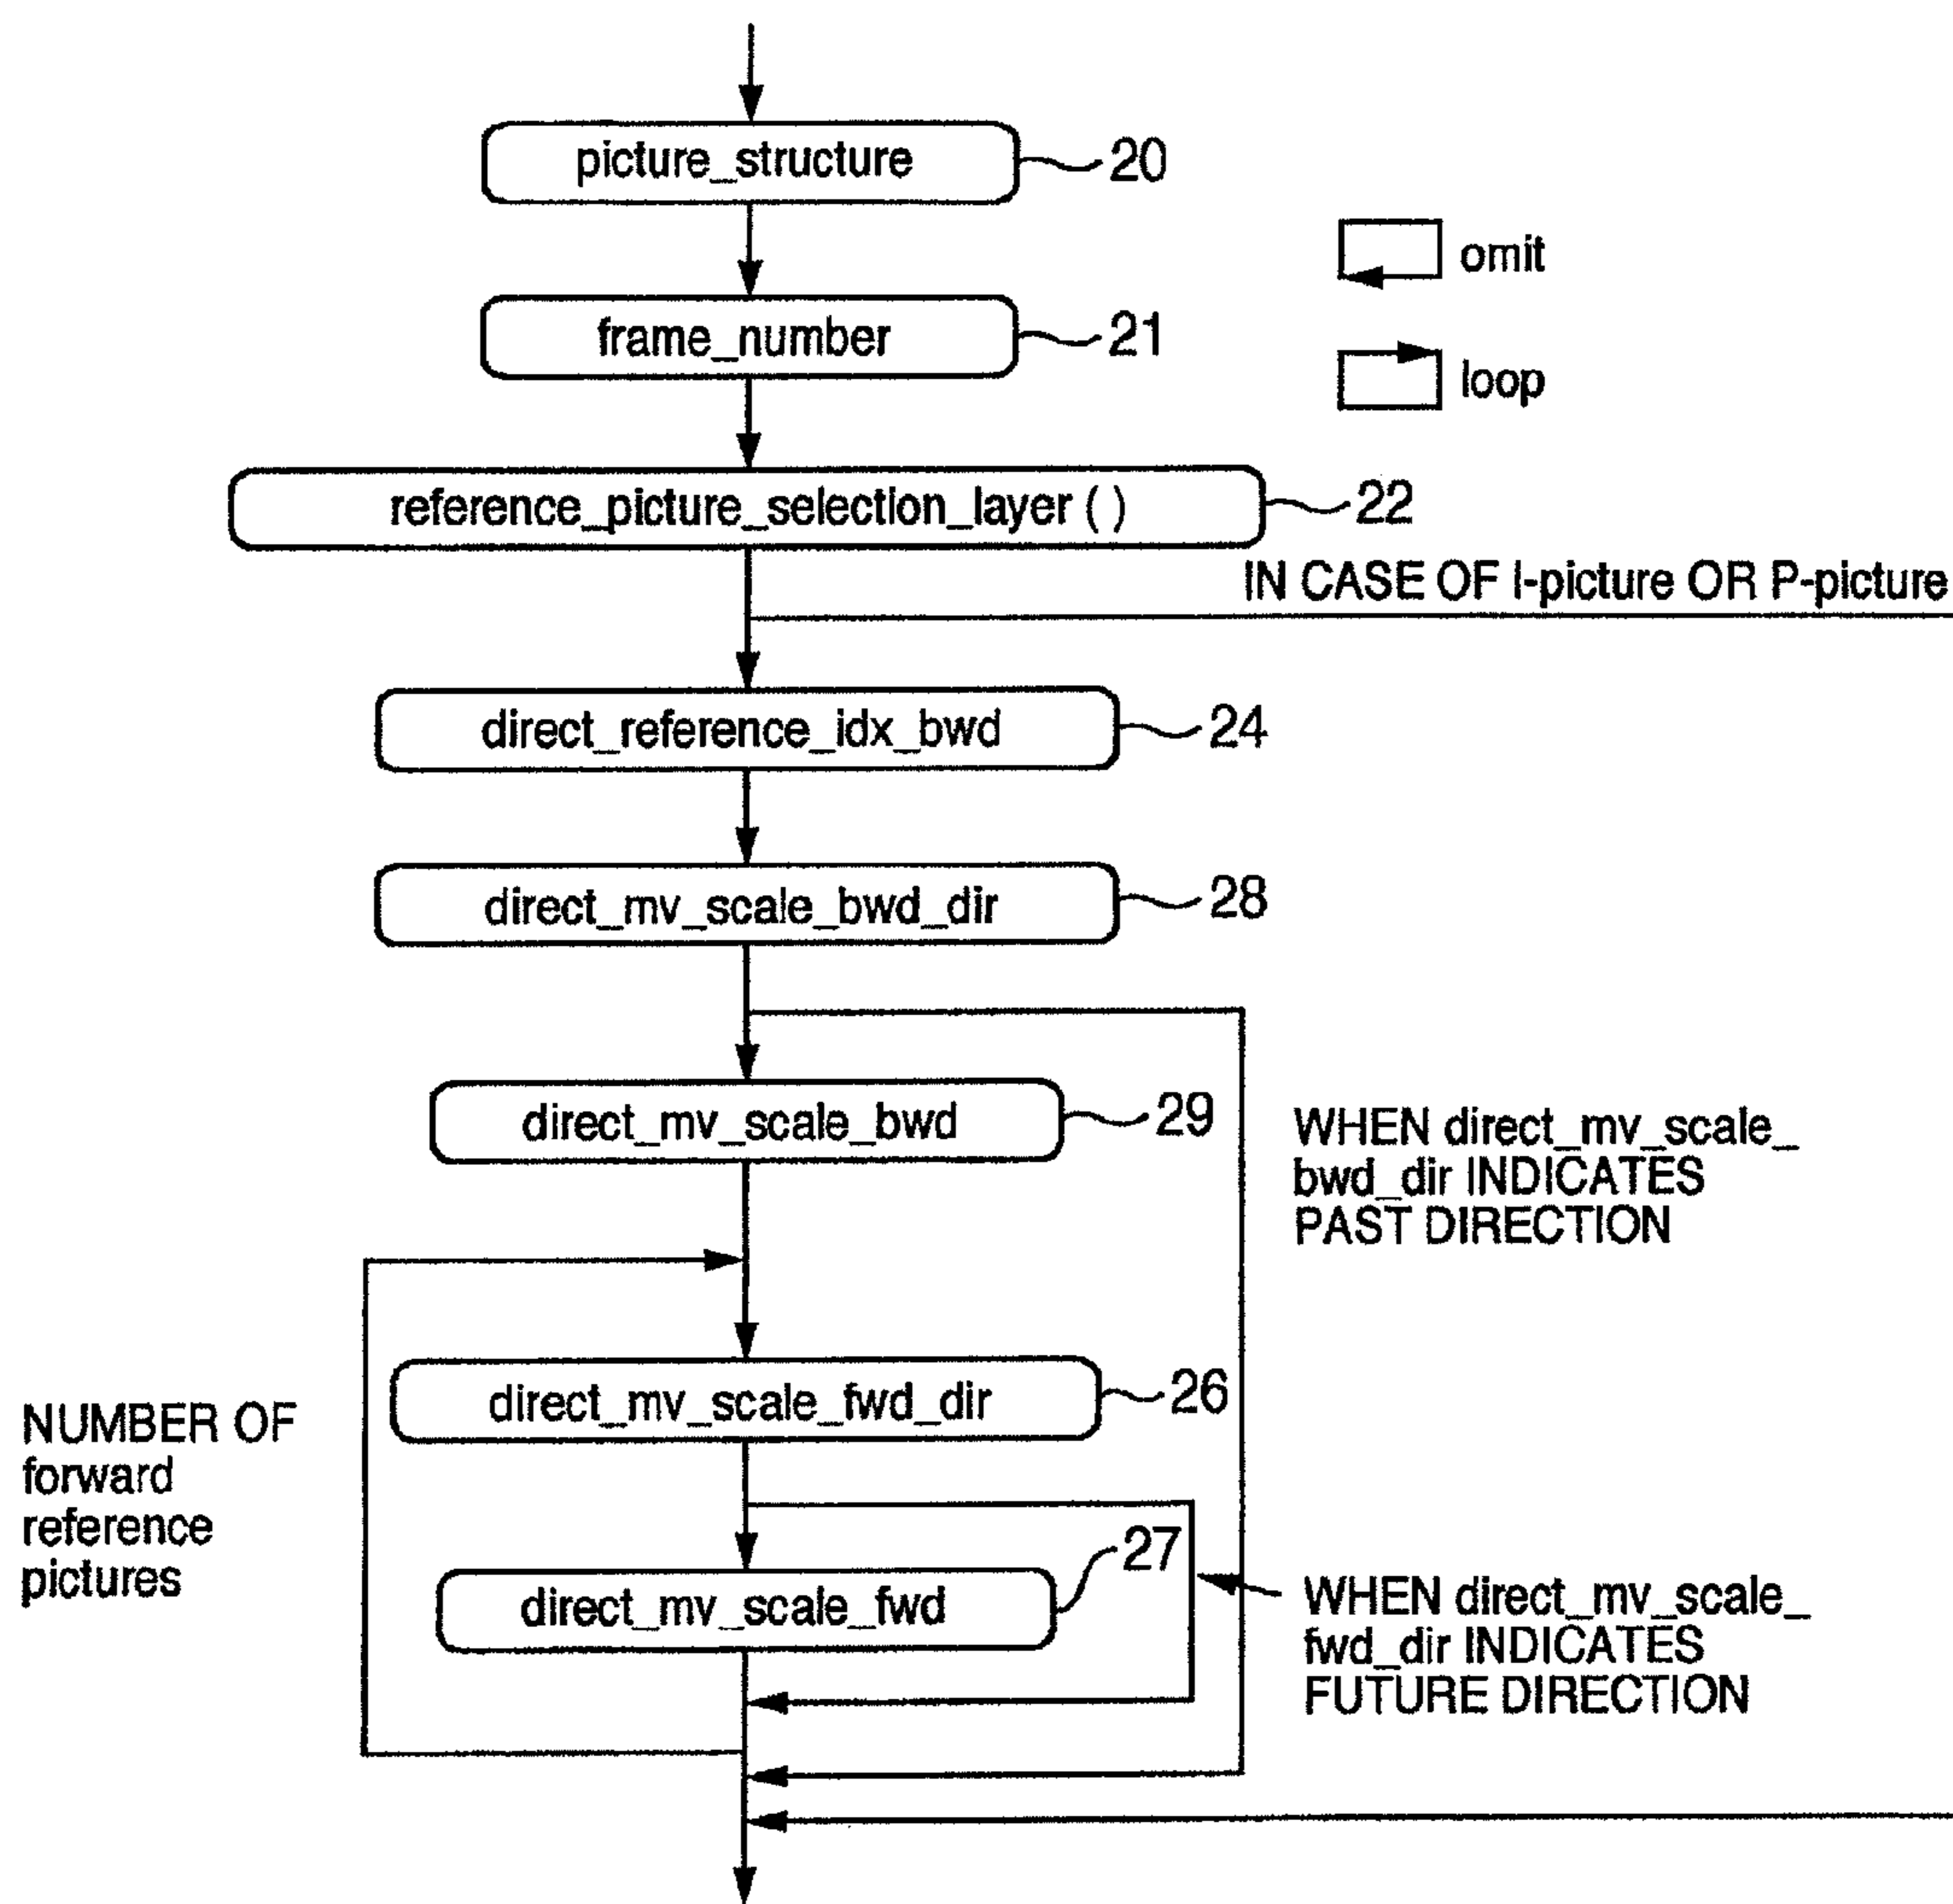 picture_structure
20
omit
frame_number
21
loop
reference_picture_selection_layer ( )
22
IN CASE OF I-picture OR P-picture
direct_reference_idx_bwd
24
direct_mv_scale_bwd_dir
28
direct_mv_scale_bwd
29
WHEN direct_mv_scale_
bwd_dir INDICATES
PAST DIRECTION
direct_mv_scale_fwd_dir
26
NUMBER OF
forward
reference
pictures
direct_mv_scale_fwd
27
WHEN direct_mv_scale_
fwd_dir INDICATES
FUTURE DIRECTION